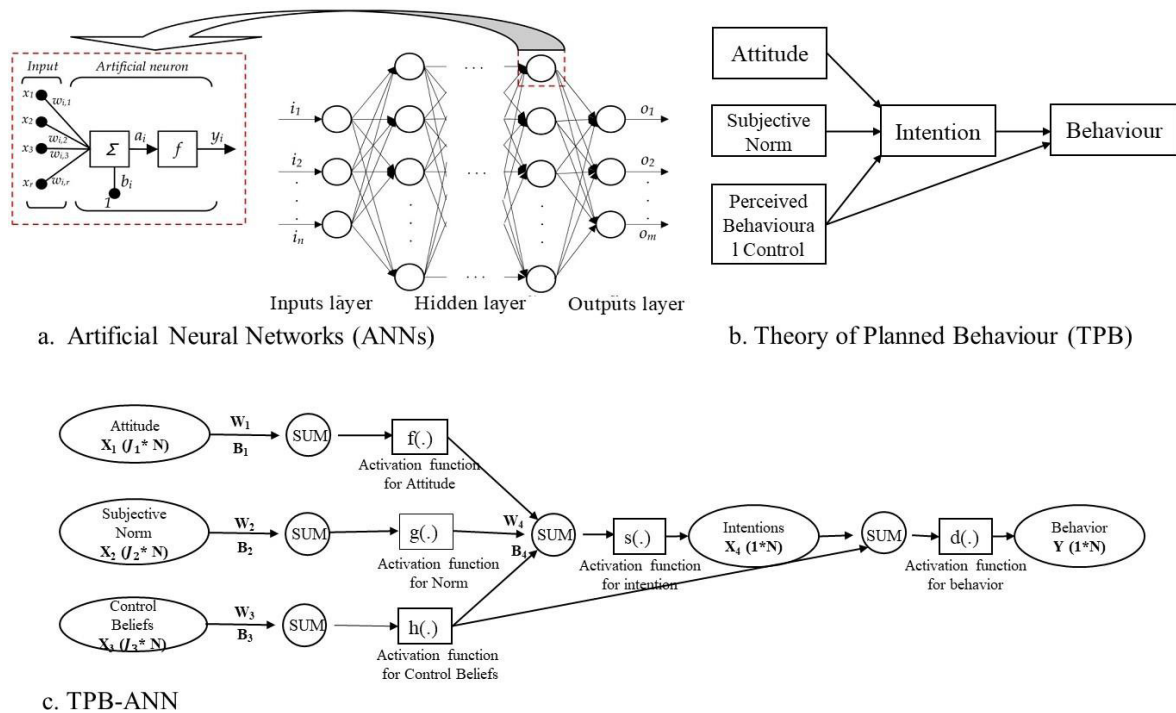 Input Artificial neuron
x1
wi,1
x2
wi,2
x3
wi,3
xr
wi,r
Σ
ai
f
yi
bi
1
i1
i2
in
. . .
. . .
o1
o2
om
Inputs layer Hidden layer Outputs layer
a. Artificial Neural Networks (ANNs)
Attitude
Subjective
Norm
Perceived
Behavioura
l Control
Intention
Behaviour
b. Theory of Planned Behaviour (TPB)
Attitude
X1 (J1* N)
W1
B1
SUM
f(.)
Activation function
for Attitude
Subjective
Norm
X2 (J2* N)
W2
B2
SUM
g(.)
Activation function
for Norm
Control
Beliefs
X3 (J3* N)
W3
B3
SUM
h(.)
Activation function
for Control Beliefs
W4
B4
SUM
s(.)
Activation function
for intention
Intentions
X4 (1*N)
SUM
d(.)
Activation function
for behavior
Behavior
Y (1*N)
c. TPB-ANN